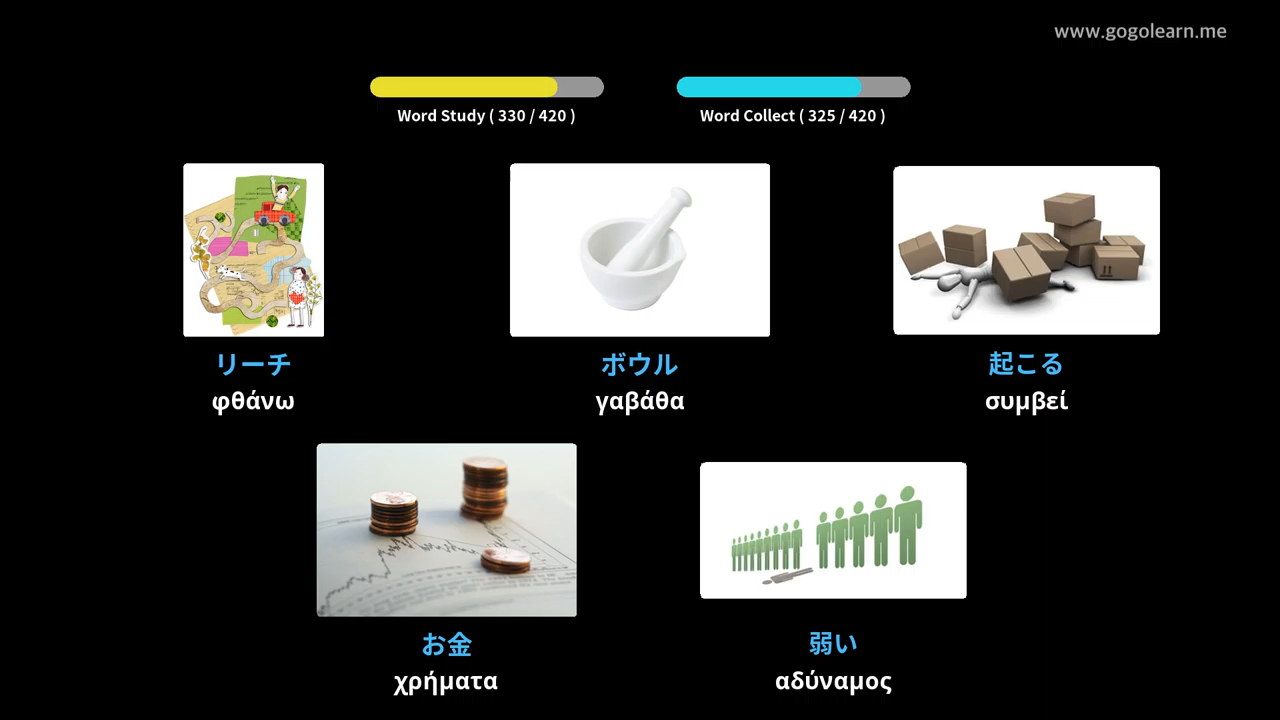 www.gogolearn.me
Word Study ( 330 / 420 )
Word Collect ( 325 / 420 )
リーチ
φθάνω
ボウル
γαβάθα
起こる
συμβεί
お金
χρήματα
弱い
αδύναμος